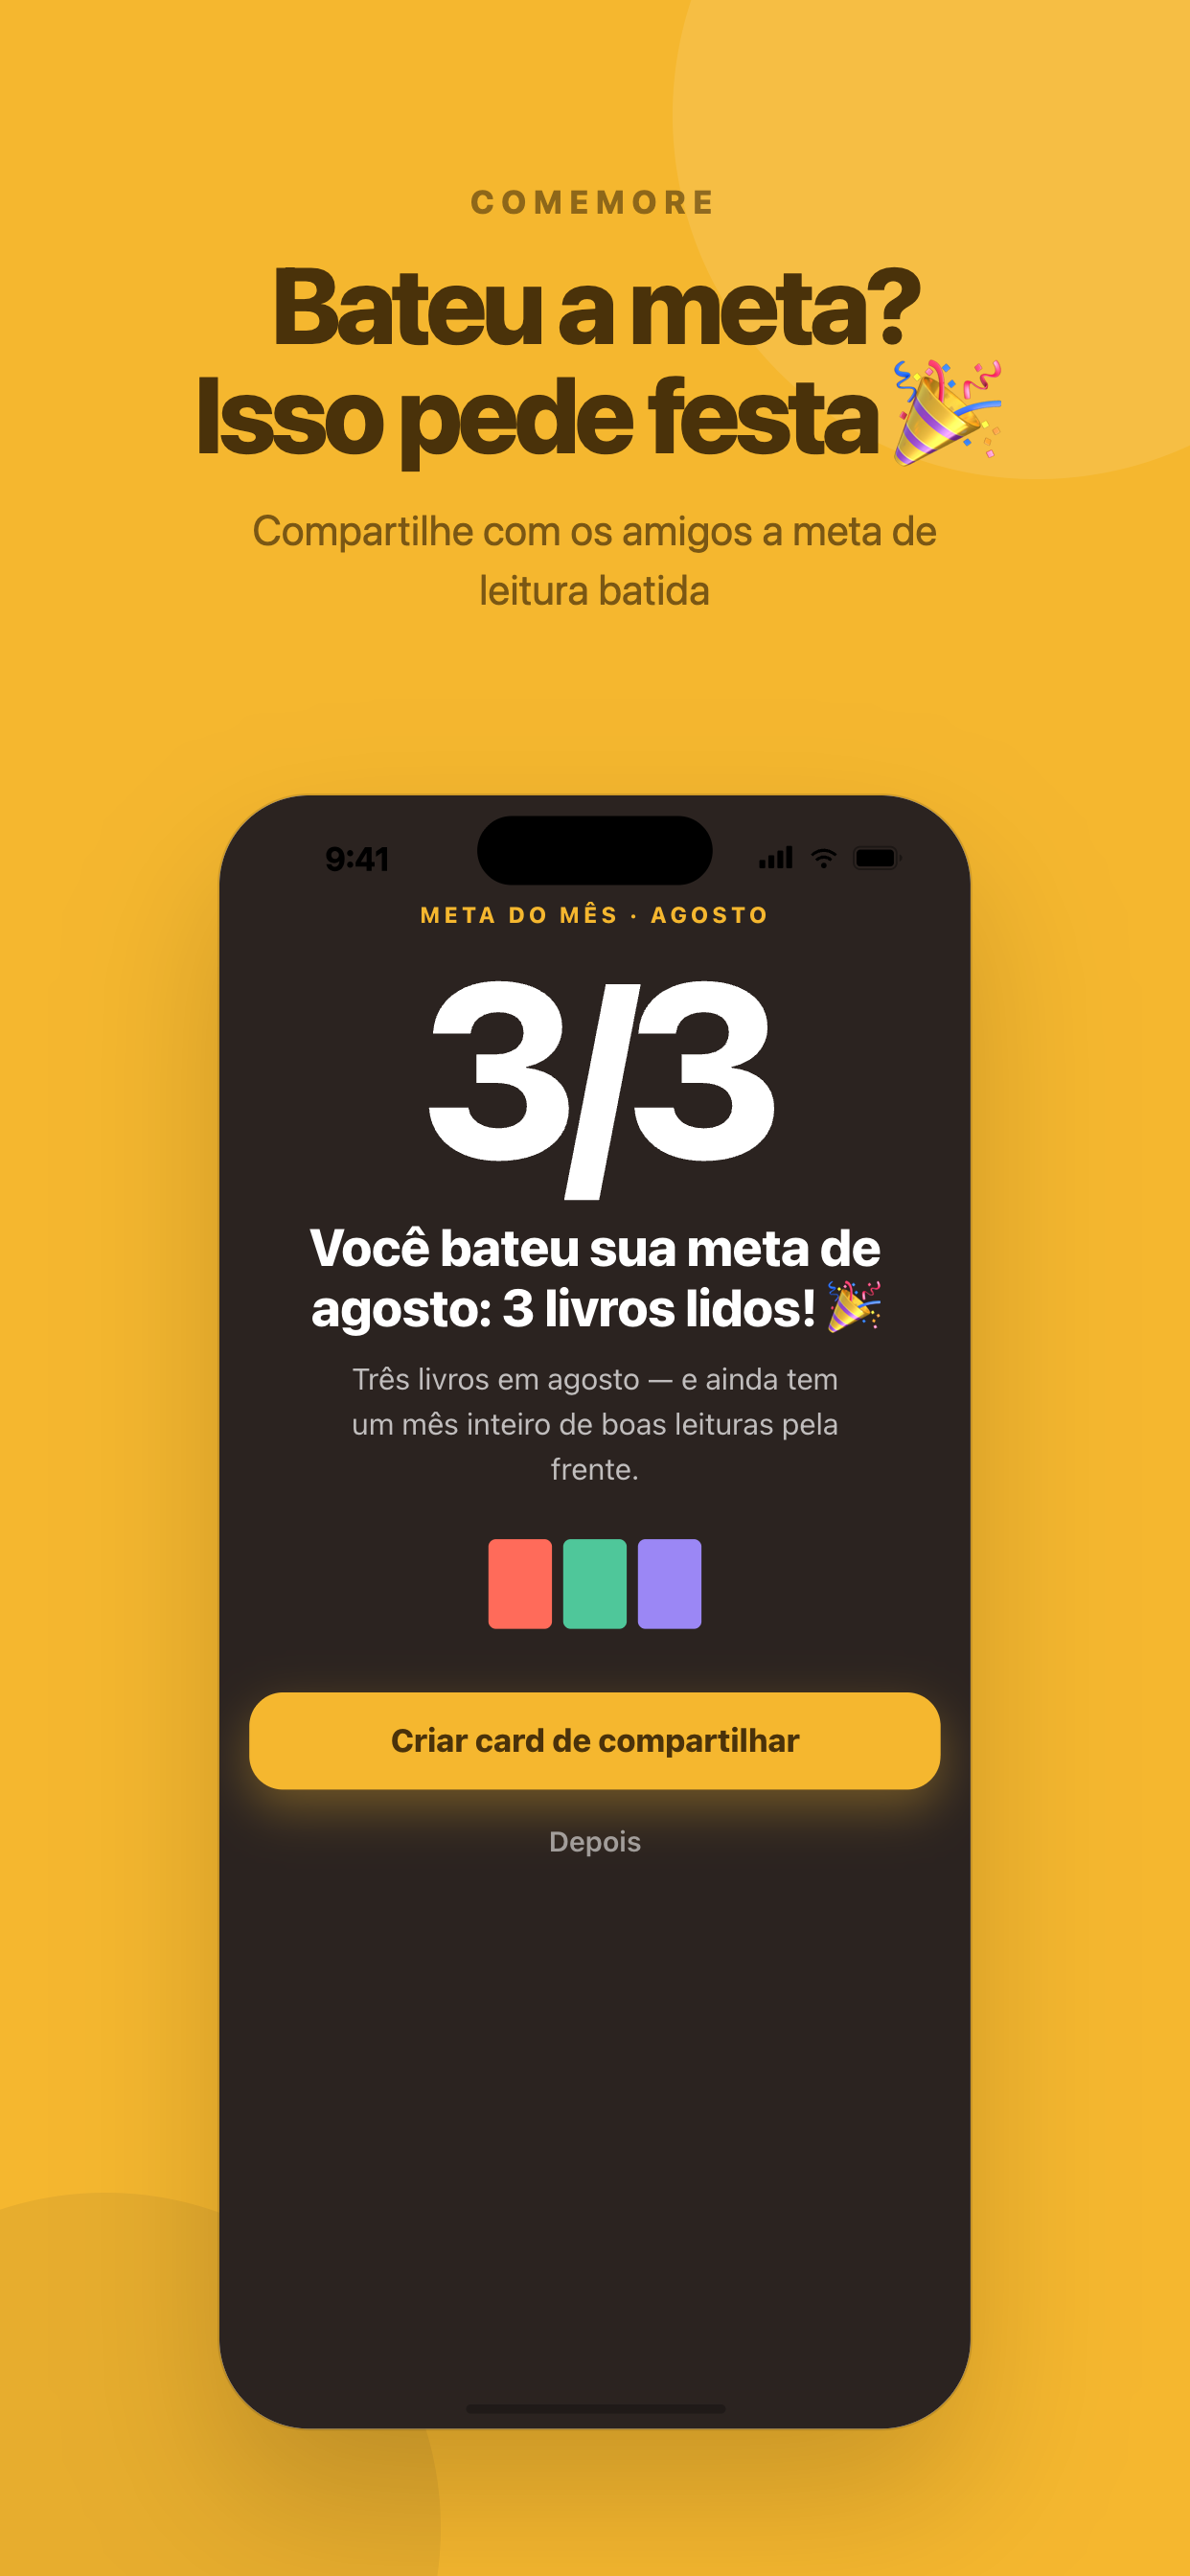 COMEMORE
Bateu a meta?
Isso pede festa 🎉
Compartilhe com os amigos a meta de
leitura batida
9:41
META DO MÊS · AGOSTO
3/3
Você bateu sua meta de
agosto: 3 livros lidos! 🎉
Três livros em agosto — e ainda tem
um mês inteiro de boas leituras pela
frente.
Criar card de compartilhar
Depois